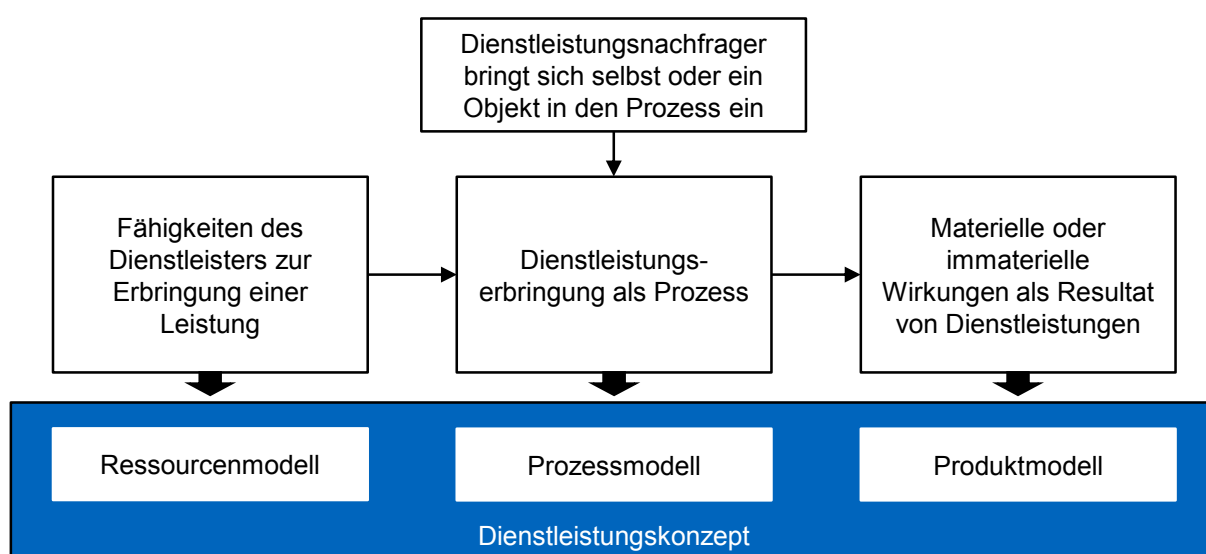 Dienstleistungsnachfrager
bringt sich selbst oder ein
Objekt in den Prozess ein
Fähigkeiten des
Dienstleisters zur
Erbringung einer
Leistung
Dienstleistungs-
erbringung als Prozess
Materielle oder
immaterielle
Wirkungen als Resultat
von Dienstleistungen
Ressourcenmodell
Prozessmodell
Produktmodell
Dienstleistungskonzept